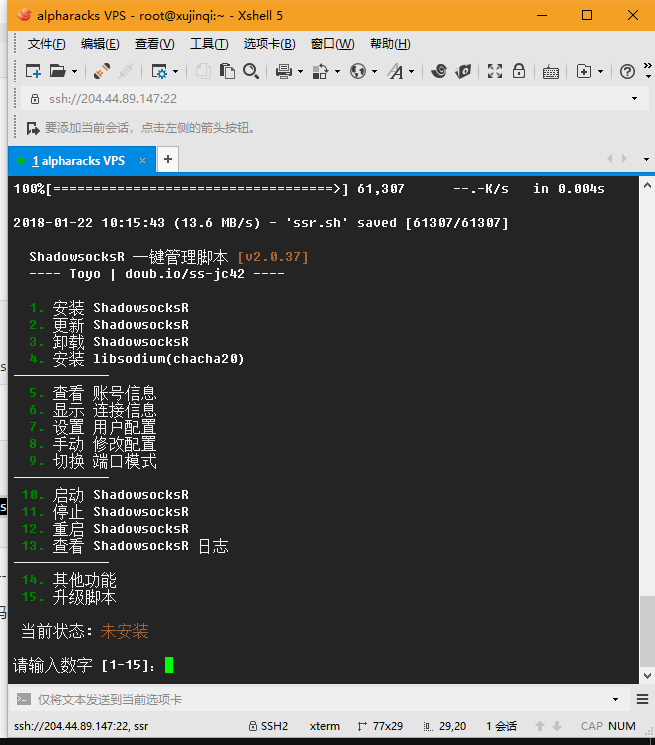 alpharacks VPS - root@xujinqi:~ - Xshell 5
文件(F) 编辑(E) 查看(V) 工具(T) 选项卡(B) 窗口(W) 帮助(H)
ssh://204.44.89.147:22
要添加当前会话，点击左侧的箭头按钮。
1 alpharacks VPS × +
100%[===================================>] 61,307 --.-K/s in 0.004s
2018-01-22 10:15:43 (13.6 MB/s) - 'ssr.sh' saved [61307/61307]
ShadowsocksR 一键管理脚本 [v2.0.37]
---- Toyo | doub.io/ss-jc42 ----
1. 安装 ShadowsocksR
2. 更新 ShadowsocksR
3. 卸载 ShadowsocksR
4. 安装 libsodium(chacha20)
————————————
5. 查看 账号信息
6. 显示 连接信息
7. 设置 用户配置
8. 手动 修改配置
9. 切换 端口模式
————————————
10. 启动 ShadowsocksR
11. 停止 ShadowsocksR
12. 重启 ShadowsocksR
13. 查看 ShadowsocksR 日志
————————————
14. 其他功能
15. 升级脚本
当前状态: 未安装
请输入数字 [1-15]:
仅将文本发送到当前选项卡
ssh://204.44.89.147:22, ssr SSH2 xterm 77x29 29,20 1 会话 CAP NUM